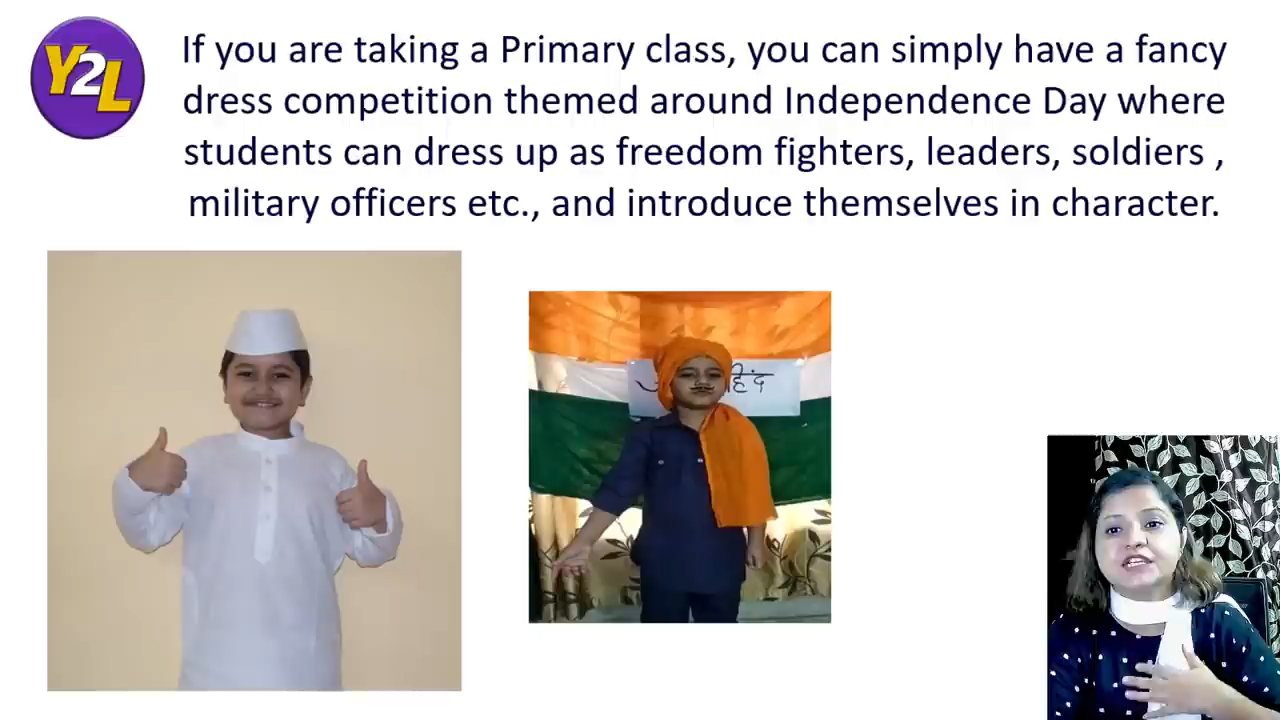 Y2L
If you are taking a Primary class, you can simply have a fancy
dress competition themed around Independence Day where
students can dress up as freedom fighters, leaders, soldiers ,
military officers etc., and introduce themselves in character.
हिंद